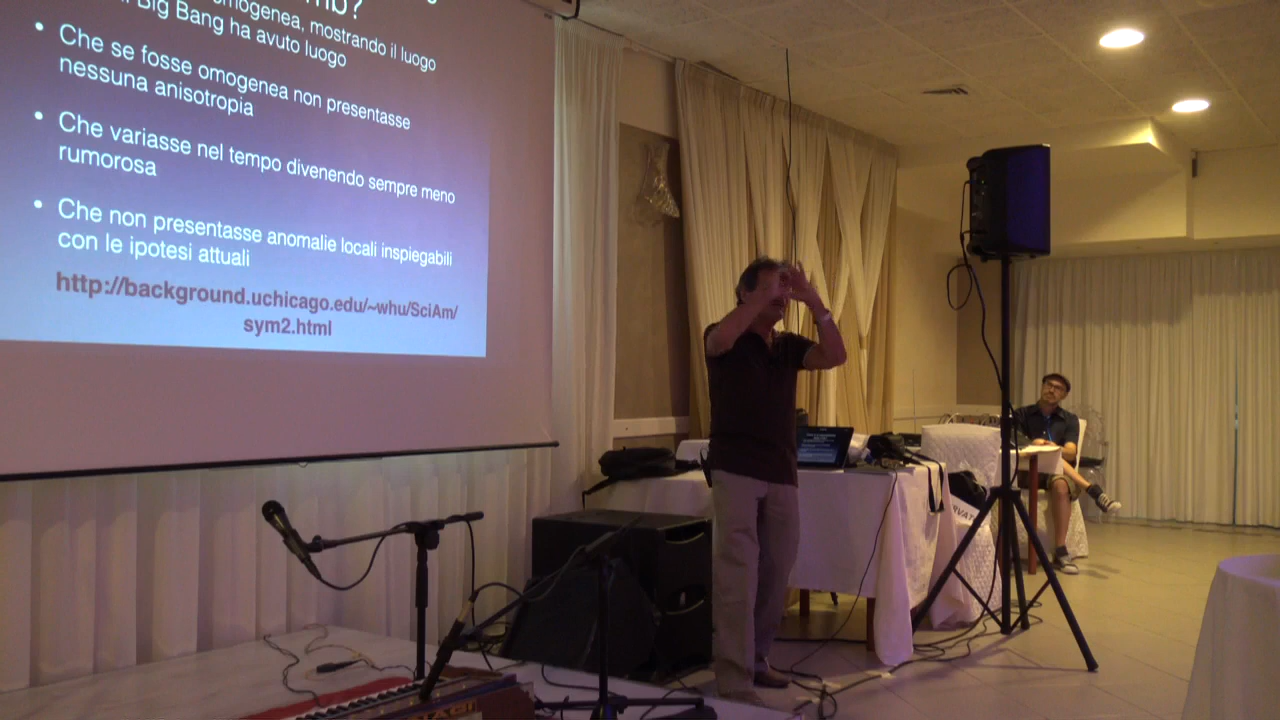 mb?
omogenea, mostrando il luogo
Big Bang ha avuto luogo
• Che se fosse omogenea non presentasse
nessuna anisotropia
• Che variasse nel tempo divenendo sempre meno
rumorosa
• Che non presentasse anomalie locali inspiegabili
con le ipotesi attuali
http://background.uchicago.edu/~whu/SciAm/
sym2.html
RVAT